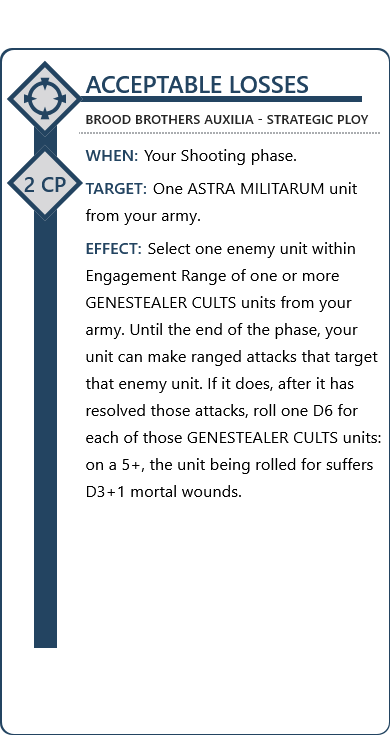 ACCEPTABLE LOSSES
BROOD BROTHERS AUXILIA - STRATEGIC PLOY
2 CP
WHEN: Your Shooting phase.
TARGET: One ASTRA MILITARUM unit
from your army.
EFFECT: Select one enemy unit within
Engagement Range of one or more
GENESTEALER CULTS units from your
army. Until the end of the phase, your
unit can make ranged attacks that target
that enemy unit. If it does, after it has
resolved those attacks, roll one D6 for
each of those GENESTEALER CULTS units:
on a 5+, the unit being rolled for suffers
D3+1 mortal wounds.